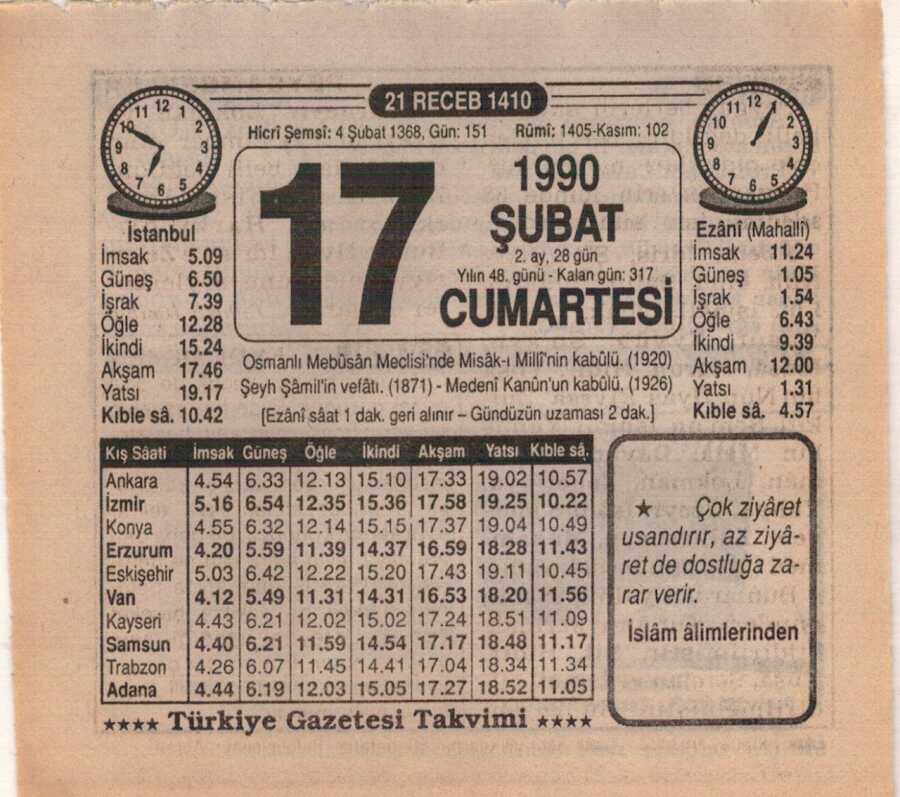 21 RECEB 1410
Hicrî Şemsî: 4 Şubat 1368, Gün: 151 Rûmî: 1405-Kasım: 102
17
1990
ŞUBAT
2. ay, 28 gün
Yılın 48. günü - Kalan gün: 317
CUMARTESİ
İstanbul
İmsak 5.09
Güneş 6.50
İşrak 7.39
Öğle 12.28
İkindi 15.24
Akşam 17.46
Yatsı 19.17
Kıble sâ. 10.42
Ezânî (Mahallî)
İmsak 11.24
Güneş 1.05
İşrak 1.54
Öğle 6.43
İkindi 9.39
Akşam 12.00
Yatsı 1.31
Kıble sâ. 4.57
Osmanlı Mebûsân Meclisi'nde Misâk-ı Millî'nin kabûlü. (1920)
Şeyh Şâmil'in vefâtı. (1871) - Medenî Kanûn'un kabûlü. (1926)
[Ezânî sâat 1 dak. geri alınır – Gündüzün uzaması 2 dak.]
Kış Sâati İmsak Güneş Öğle İkindi Akşam Yatsı Kıble sâ.
Ankara 4.54 6.33 12.13 15.10 17.33 19.02 10.57
İzmir 5.16 6.54 12.35 15.36 17.58 19.25 10.22
Konya 4.55 6.32 12.14 15.15 17.37 19.04 10.49
Erzurum 4.20 5.59 11.39 14.37 16.59 18.28 11.43
Eskişehir 5.03 6.42 12.22 15.20 17.43 19.11 10.45
Van 4.12 5.49 11.31 14.31 16.53 18.20 11.56
Kayseri 4.43 6.21 12.02 15.02 17.24 18.51 11.09
Samsun 4.40 6.21 11.59 14.54 17.17 18.48 11.17
Trabzon 4.26 6.07 11.45 14.41 17.04 18.34 11.34
Adana 4.44 6.19 12.03 15.05 17.27 18.52 11.05
★ Çok ziyâret
usandırır, az ziyâ-
ret de dostluğa za-
rar verir.
İslâm âlimlerinden
★★★★ Türkiye Gazetesi Takvimi ★★★★